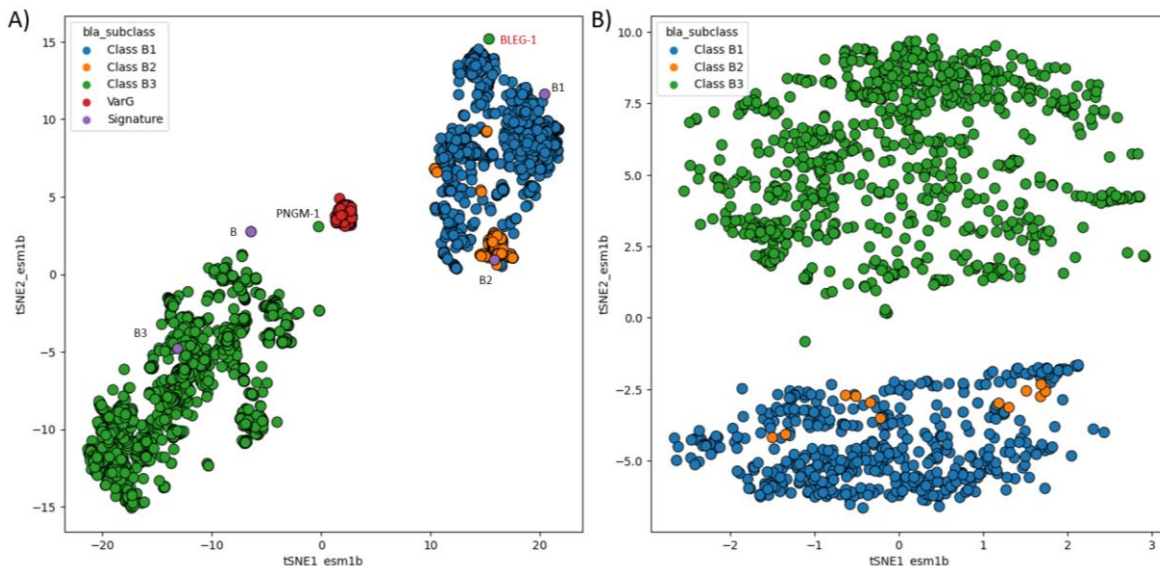 A)
bla_subclass
Class B1
Class B2
Class B3
VarG
Signature
BLEG-1
B1
PNGM-1
B
B2
B3
15
10
5
0
−5
−10
−15
tSNE2_esm1b
−20
−10
0
10
20
tSNE1_esm1b
B)
bla_subclass
Class B1
Class B2
Class B3
10.0
7.5
5.0
2.5
0.0
−2.5
−5.0
tSNE2_esm1b
−2
−1
0
1
2
3
tSNE1_esm1b